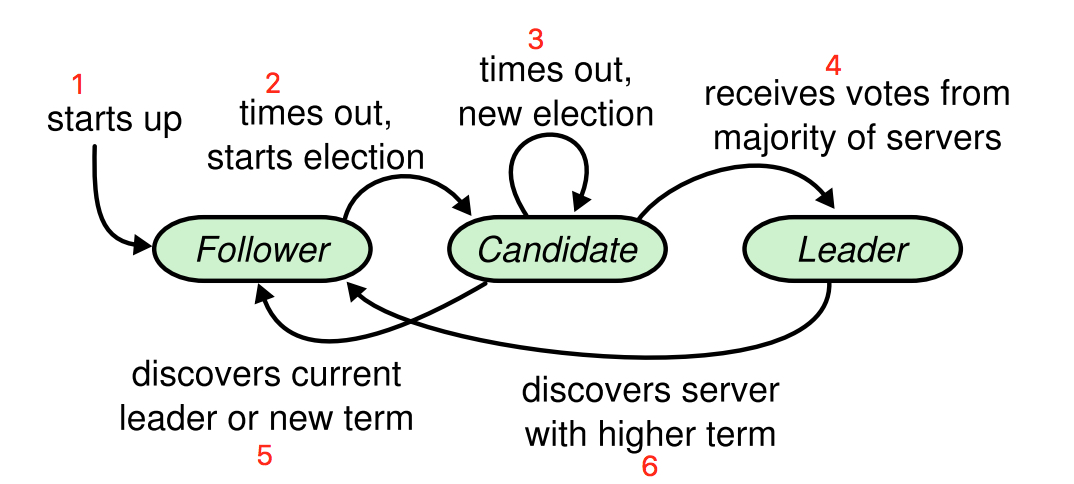 1
starts up
2
times out,
starts election
3
times out,
new election
4
receives votes from
majority of servers
Follower
Candidate
Leader
discovers current
leader or new term
5
discovers server
with higher term
6